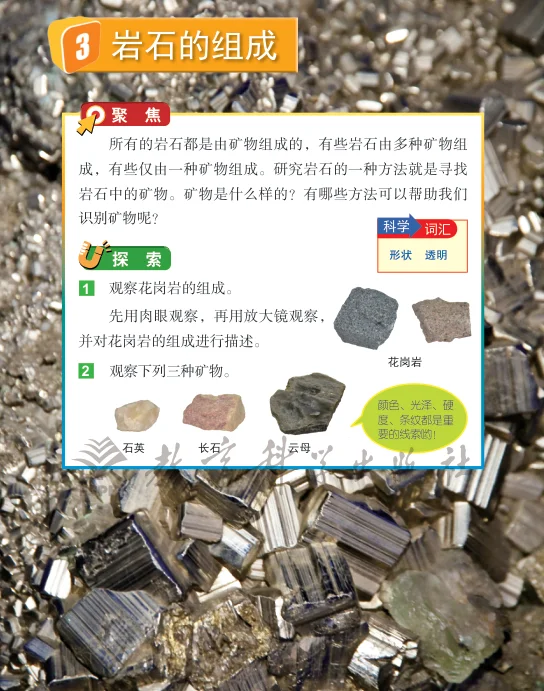 3 岩石的组成
聚 焦
所有的岩石都是由矿物组成的，有些岩石由多种矿物组
成，有些仅由一种矿物组成。研究岩石的一种方法就是寻找
岩石中的矿物。矿物是什么样的？有哪些方法可以帮助我们
识别矿物呢？
科学 词汇
形状 透明
探 索
1 观察花岗岩的组成。
先用肉眼观察，再用放大镜观察，
并对花岗岩的组成进行描述。
花岗岩
2 观察下列三种矿物。
颜色、光泽、硬
度、条纹都是重
要的线索哟！
石英 长石 云母
北京科学出版社